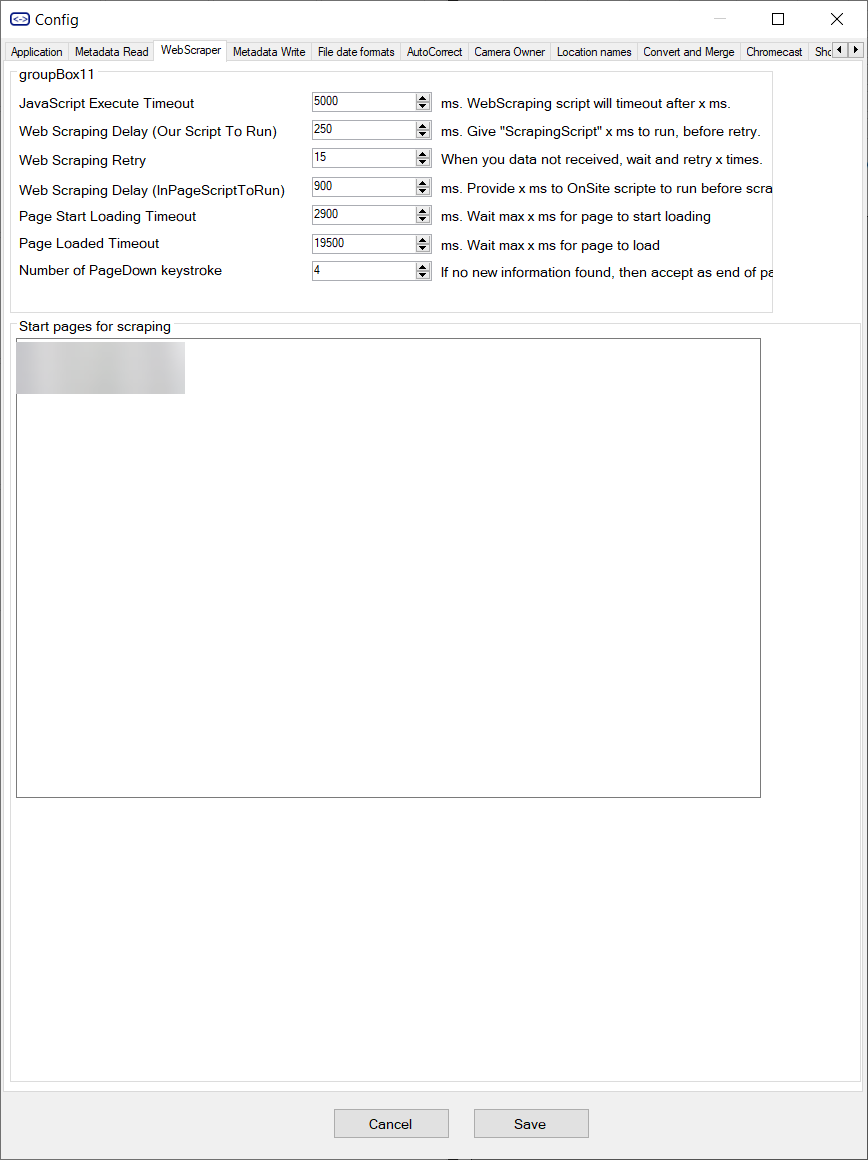 Config
Application Metadata Read WebScraper Metadata Write File date formats AutoCorrect Camera Owner Location names Convert and Merge Chromecast Sho
groupBox11
JavaScript Execute Timeout 5000 ms. WebScraping script will timeout after x ms.
Web Scraping Delay (Our Script To Run) 250 ms. Give "ScrapingScript" x ms to run, before retry.
Web Scraping Retry 15 When you data not received, wait and retry x times.
Web Scraping Delay (InPageScriptToRun) 900 ms. Provide x ms to OnSite scripte to run before scra
Page Start Loading Timeout 2900 ms. Wait max x ms for page to start loading
Page Loaded Timeout 19500 ms. Wait max x ms for page to load
Number of PageDown keystroke 4 If no new information found, then accept as end of pa
Start pages for scraping
Cancel Save